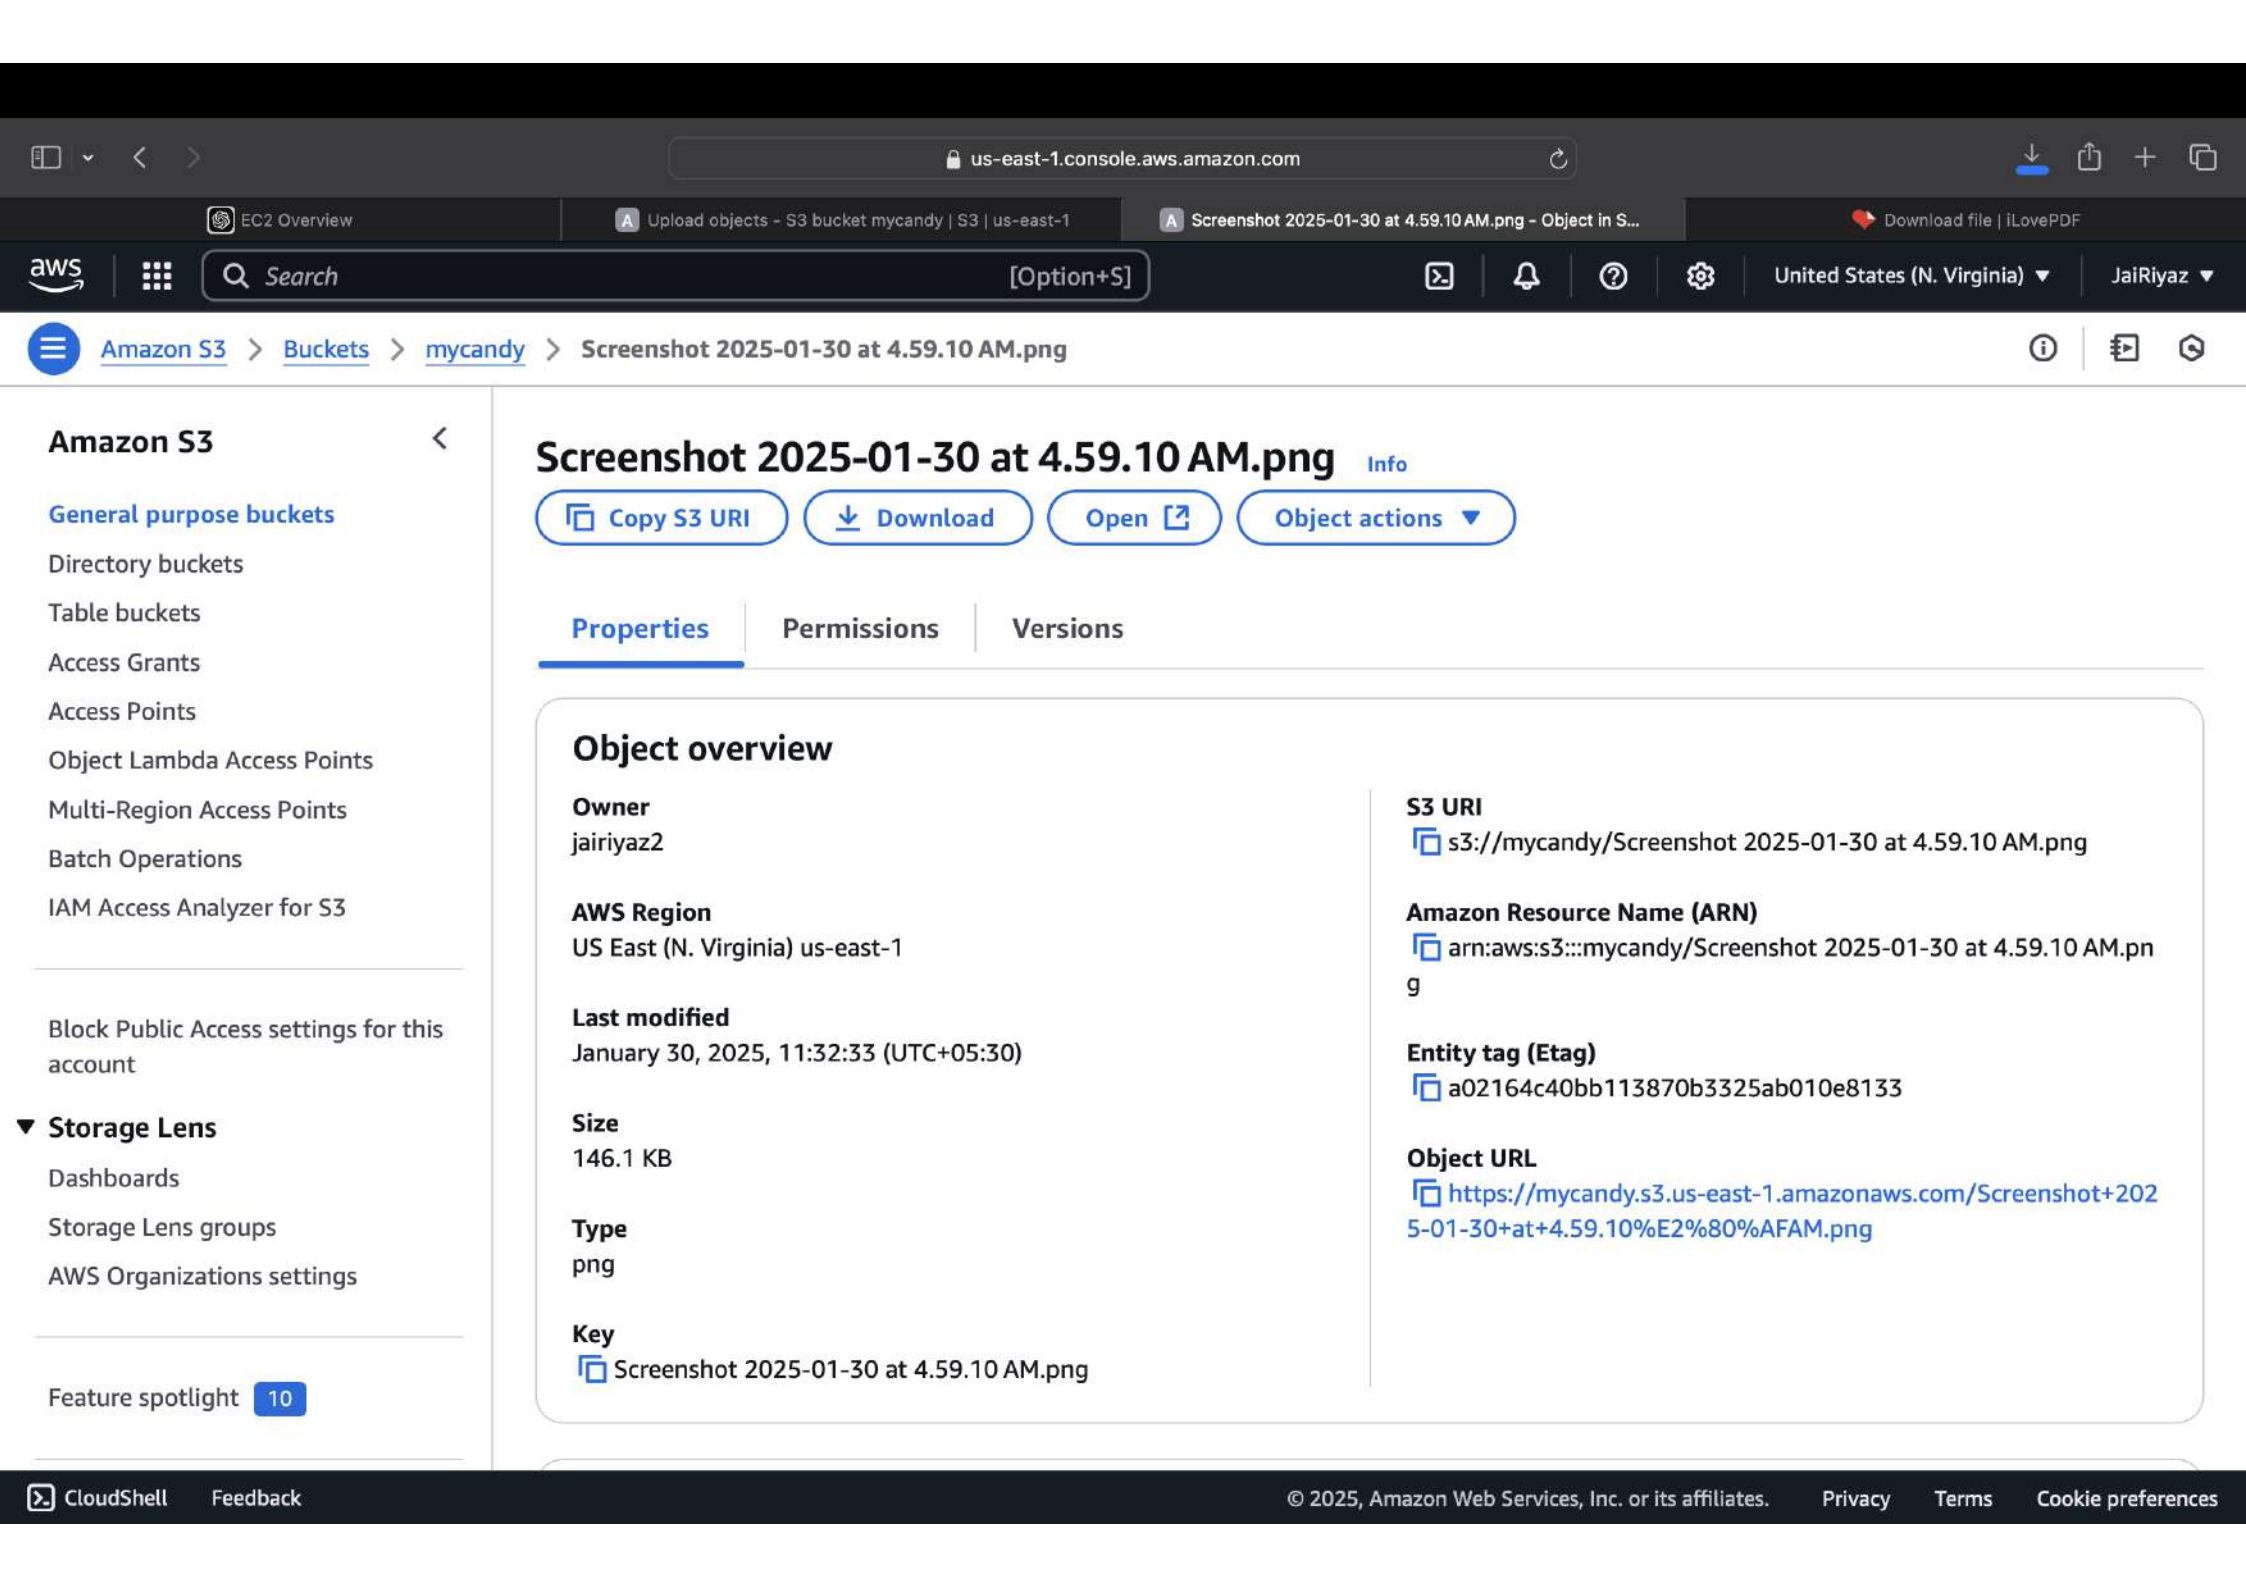 us-east-1.console.aws.amazon.com
EC2 Overview
Upload objects - S3 bucket mycandy | S3 | us-east-1
Screenshot 2025-01-30 at 4.59.10 AM.png - Object in S...
Download file | iLovePDF
aws
Search
[Option+S]
United States (N. Virginia)
JaiRiyaz
Amazon S3 > Buckets > mycandy > Screenshot 2025-01-30 at 4.59.10 AM.png
Amazon S3
General purpose buckets
Directory buckets
Table buckets
Access Grants
Access Points
Object Lambda Access Points
Multi-Region Access Points
Batch Operations
IAM Access Analyzer for S3
Block Public Access settings for this
account
Storage Lens
Dashboards
Storage Lens groups
AWS Organizations settings
Feature spotlight 10
Screenshot 2025-01-30 at 4.59.10 AM.png Info
Copy S3 URI
Download
Open
Object actions
Properties
Permissions
Versions
Object overview
Owner
jairiyaz2
AWS Region
US East (N. Virginia) us-east-1
Last modified
January 30, 2025, 11:32:33 (UTC+05:30)
Size
146.1 KB
Type
png
Key
Screenshot 2025-01-30 at 4.59.10 AM.png
S3 URI
s3://mycandy/Screenshot 2025-01-30 at 4.59.10 AM.png
Amazon Resource Name (ARN)
arn:aws:s3:::mycandy/Screenshot 2025-01-30 at 4.59.10 AM.pn
g
Entity tag (Etag)
a02164c40bb113870b3325ab010e8133
Object URL
https://mycandy.s3.us-east-1.amazonaws.com/Screenshot+202
5-01-30+at+4.59.10%E2%80%AFAM.png
CloudShell
Feedback
© 2025, Amazon Web Services, Inc. or its affiliates.
Privacy
Terms
Cookie preferences